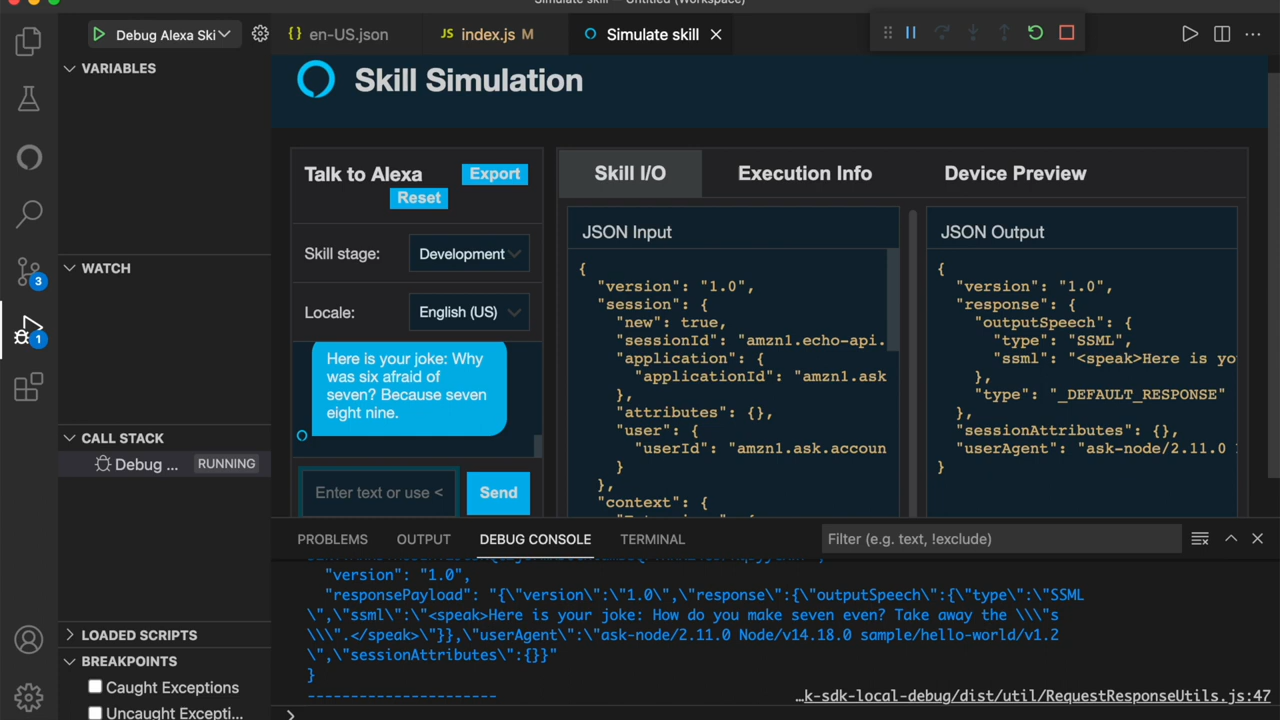 Simulate skill — Untitled (Workspace)
Debug Alexa Ski
{} en-US.json
JS index.js M
Simulate skill
VARIABLES
WATCH
CALL STACK
Debug ...
RUNNING
LOADED SCRIPTS
BREAKPOINTS
Caught Exceptions
Uncaught Excepti...
3
1
Skill Simulation
Talk to Alexa
Export
Reset
Skill stage:
Development
Locale:
English (US)
Here is your joke: Why
was six afraid of
seven? Because seven
eight nine.
Enter text or use <
Send
Skill I/O
Execution Info
Device Preview
JSON Input
{
"version": "1.0",
"session": {
"new": true,
"sessionId": "amzn1.echo-api.
"application": {
"applicationId": "amzn1.ask
},
"attributes": {},
"user": {
"userId": "amzn1.ask.accoun
}
},
"context": {
JSON Output
{
"version": "1.0",
"response": {
"outputSpeech": {
"type": "SSML",
"ssml": "<speak>Here is yo
},
"type": "_DEFAULT_RESPONSE"
},
"sessionAttributes": {},
"userAgent": "ask-node/2.11.0
}
PROBLEMS
OUTPUT
DEBUG CONSOLE
TERMINAL
Filter (e.g. text, !exclude)
"version": "1.0",
"responsePayload": "{\"version\":\"1.0\",\"response\":{\"outputSpeech\":{\"type\":\"SSML
\",\"ssml\":\"<speak>Here is your joke: How do you make seven even? Take away the \\\"s
\\\".</speak>\"}},\"userAgent\":\"ask-node/2.11.0 Node/v14.18.0 sample/hello-world/v1.2
\",\"sessionAttributes\":{}}"
}
----------------------
…k-sdk-local-debug/dist/util/RequestResponseUtils.js:47